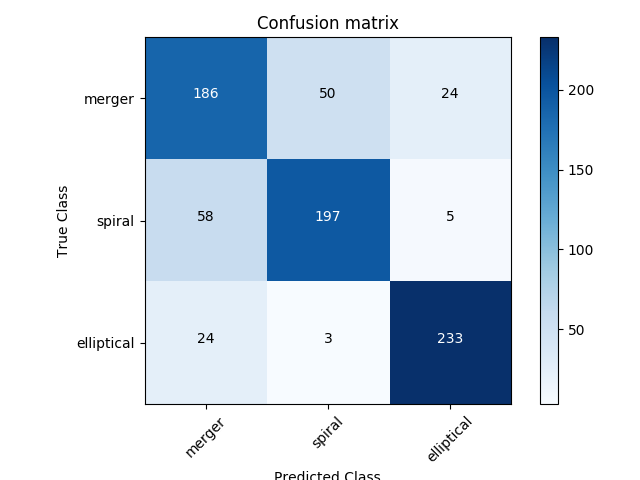 Confusion matrix
merger 186 50 24
spiral 58 197 5
elliptical 24 3 233
merger spiral elliptical
Predicted Class
True Class
200
150
100
50